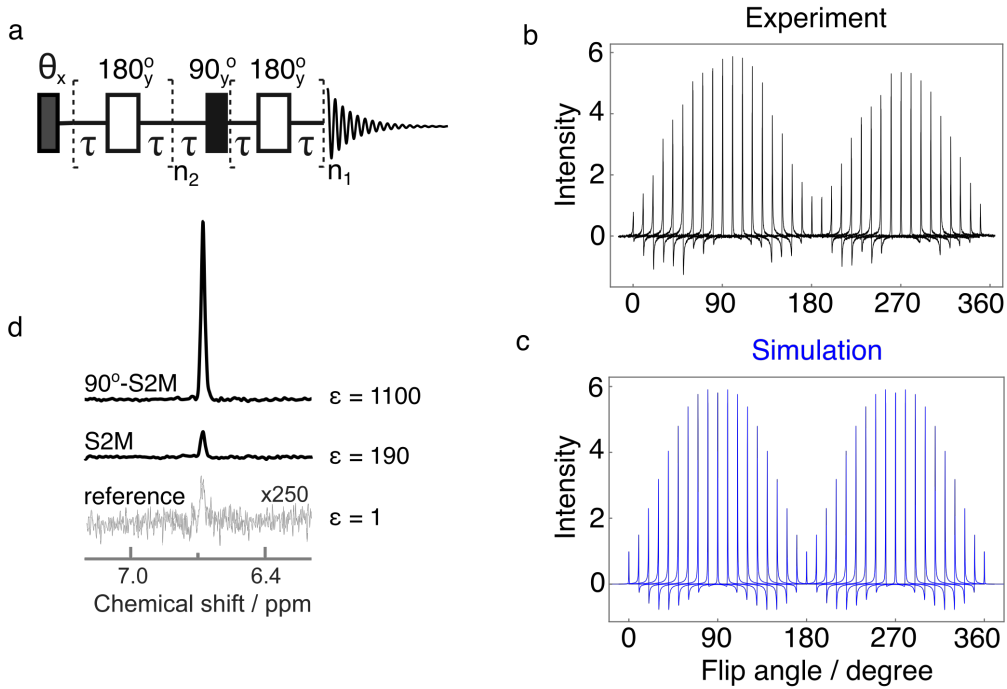 a
θx 180°y 90°y 180°y
τ τ τ τ τ
n2 n1
b
Experiment
Intensity
6
4
2
0
0 90 180 270 360
c
Simulation
Intensity
6
4
2
0
0 90 180 270 360
Flip angle / degree
d
90°-S2M
ε = 1100
S2M
ε = 190
reference x250
ε = 1
7.0 6.4
Chemical shift / ppm